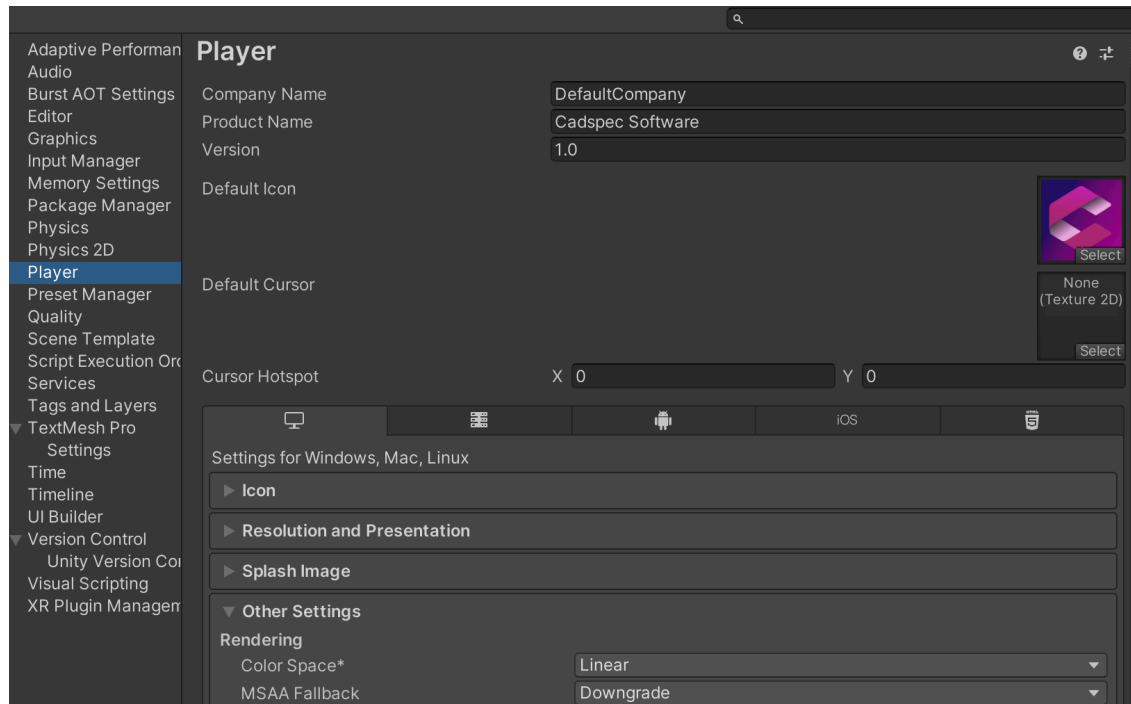 Adaptive Performan
Audio
Burst AOT Settings
Editor
Graphics
Input Manager
Memory Settings
Package Manager
Physics
Physics 2D
Player
Preset Manager
Quality
Scene Template
Script Execution Ord
Services
Tags and Layers
TextMesh Pro
Settings
Time
Timeline
UI Builder
Version Control
Unity Version Con
Visual Scripting
XR Plugin Managem
Player
Company Name DefaultCompany
Product Name Cadspec Software
Version 1.0
Default Icon
Select
Default Cursor
None
(Texture 2D)
Select
Cursor Hotspot X 0 Y 0
iOS HTML 5
Settings for Windows, Mac, Linux
Icon
Resolution and Presentation
Splash Image
Other Settings
Rendering
Color Space* Linear
MSAA Fallback Downgrade